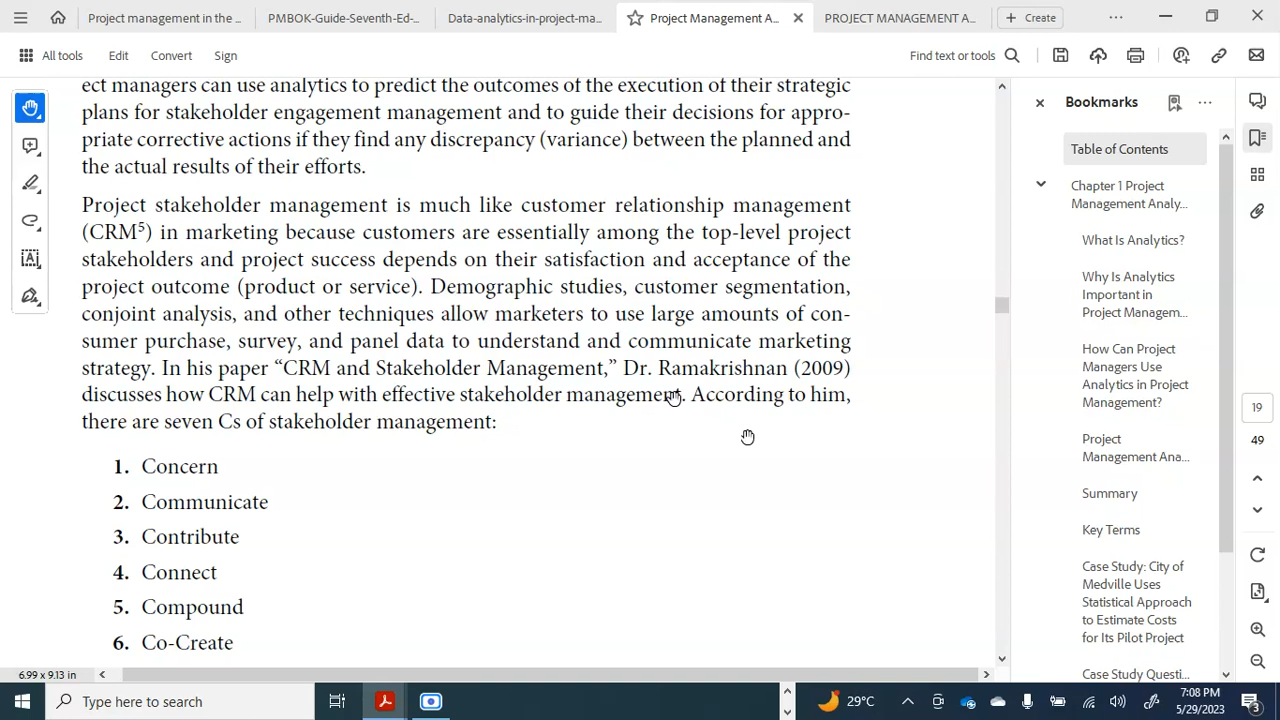 Project management in the ...
PMBOK-Guide-Seventh-Ed-...
Data-analytics-in-project-ma...
Project Management A...
PROJECT MANAGEMENT A...
Create
All tools
Edit
Convert
Sign
Find text or tools
ect managers can use analytics to predict the outcomes of the execution of their strategic
plans for stakeholder engagement management and to guide their decisions for appro-
priate corrective actions if they find any discrepancy (variance) between the planned and
the actual results of their efforts.
Project stakeholder management is much like customer relationship management
(CRM⁵) in marketing because customers are essentially among the top-level project
stakeholders and project success depends on their satisfaction and acceptance of the
project outcome (product or service). Demographic studies, customer segmentation,
conjoint analysis, and other techniques allow marketers to use large amounts of con-
sumer purchase, survey, and panel data to understand and communicate marketing
strategy. In his paper “CRM and Stakeholder Management,” Dr. Ramakrishnan (2009)
discusses how CRM can help with effective stakeholder management. According to him,
there are seven Cs of stakeholder management:
1. Concern
2. Communicate
3. Contribute
4. Connect
5. Compound
6. Co-Create
Bookmarks
Table of Contents
Chapter 1 Project
Management Analy...
What Is Analytics?
Why Is Analytics
Important in
Project Managem...
How Can Project
Managers Use
Analytics in Project
Management?
Project
Management Ana...
Summary
Key Terms
Case Study: City of
Medville Uses
Statistical Approach
to Estimate Costs
for Its Pilot Project
Case Study Questi...
19
49
6.99 x 9.13 in
Type here to search
29°C
7:08 PM
5/29/2023
3